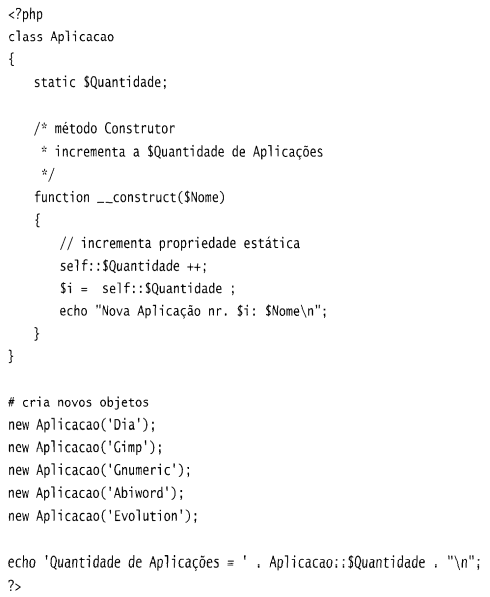 <?php
class Aplicacao
{
static $Quantidade;
/* método Construtor
* incrementa a $Quantidade de Aplicações
*/
function __construct($Nome)
{
// incrementa propriedade estática
self::$Quantidade ++;
$i = self::$Quantidade ;
echo "Nova Aplicação nr. $i: $Nome\n";
}
}
# cria novos objetos
new Aplicacao('Dia');
new Aplicacao('Gimp');
new Aplicacao('Gnumeric');
new Aplicacao('Abiword');
new Aplicacao('Evolution');
echo 'Quantidade de Aplicações = ' . Aplicacao::$Quantidade . "\n";
?>